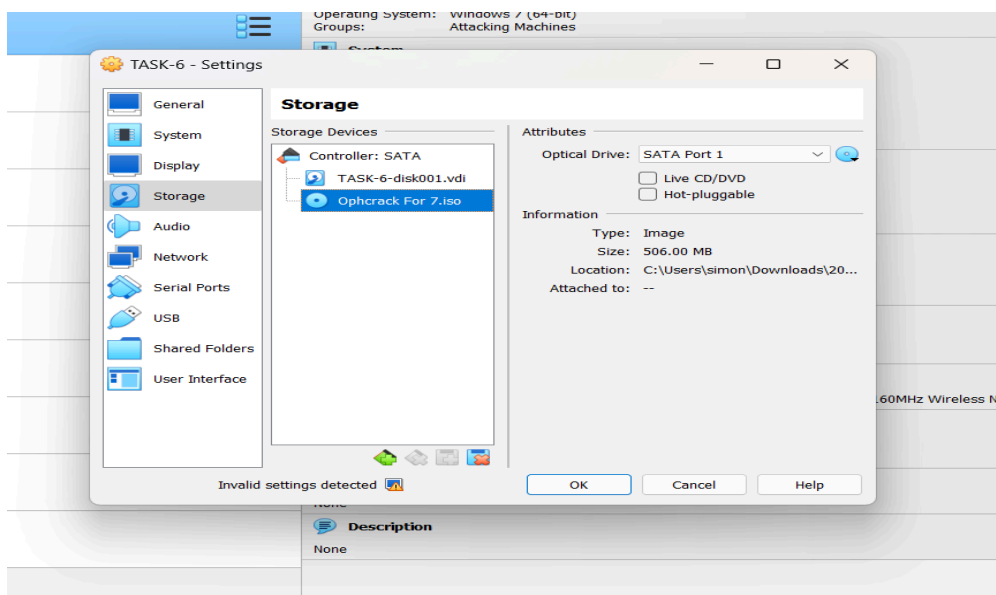 Operating System: Windows 7 (64-bit)
Groups: Attacking Machines
System
TASK-6 - Settings
General
System
Display
Storage
Audio
Network
Serial Ports
USB
Shared Folders
User Interface
Storage
Storage Devices
Controller: SATA
TASK-6-disk001.vdi
Ophcrack For 7.iso
Attributes
Optical Drive: SATA Port 1
Live CD/DVD
Hot-pluggable
Information
Type: Image
Size: 506.00 MB
Location: C:\Users\simon\Downloads\20...
Attached to: --
160MHz Wireless N
Invalid settings detected
OK
Cancel
Help
None
Description
None